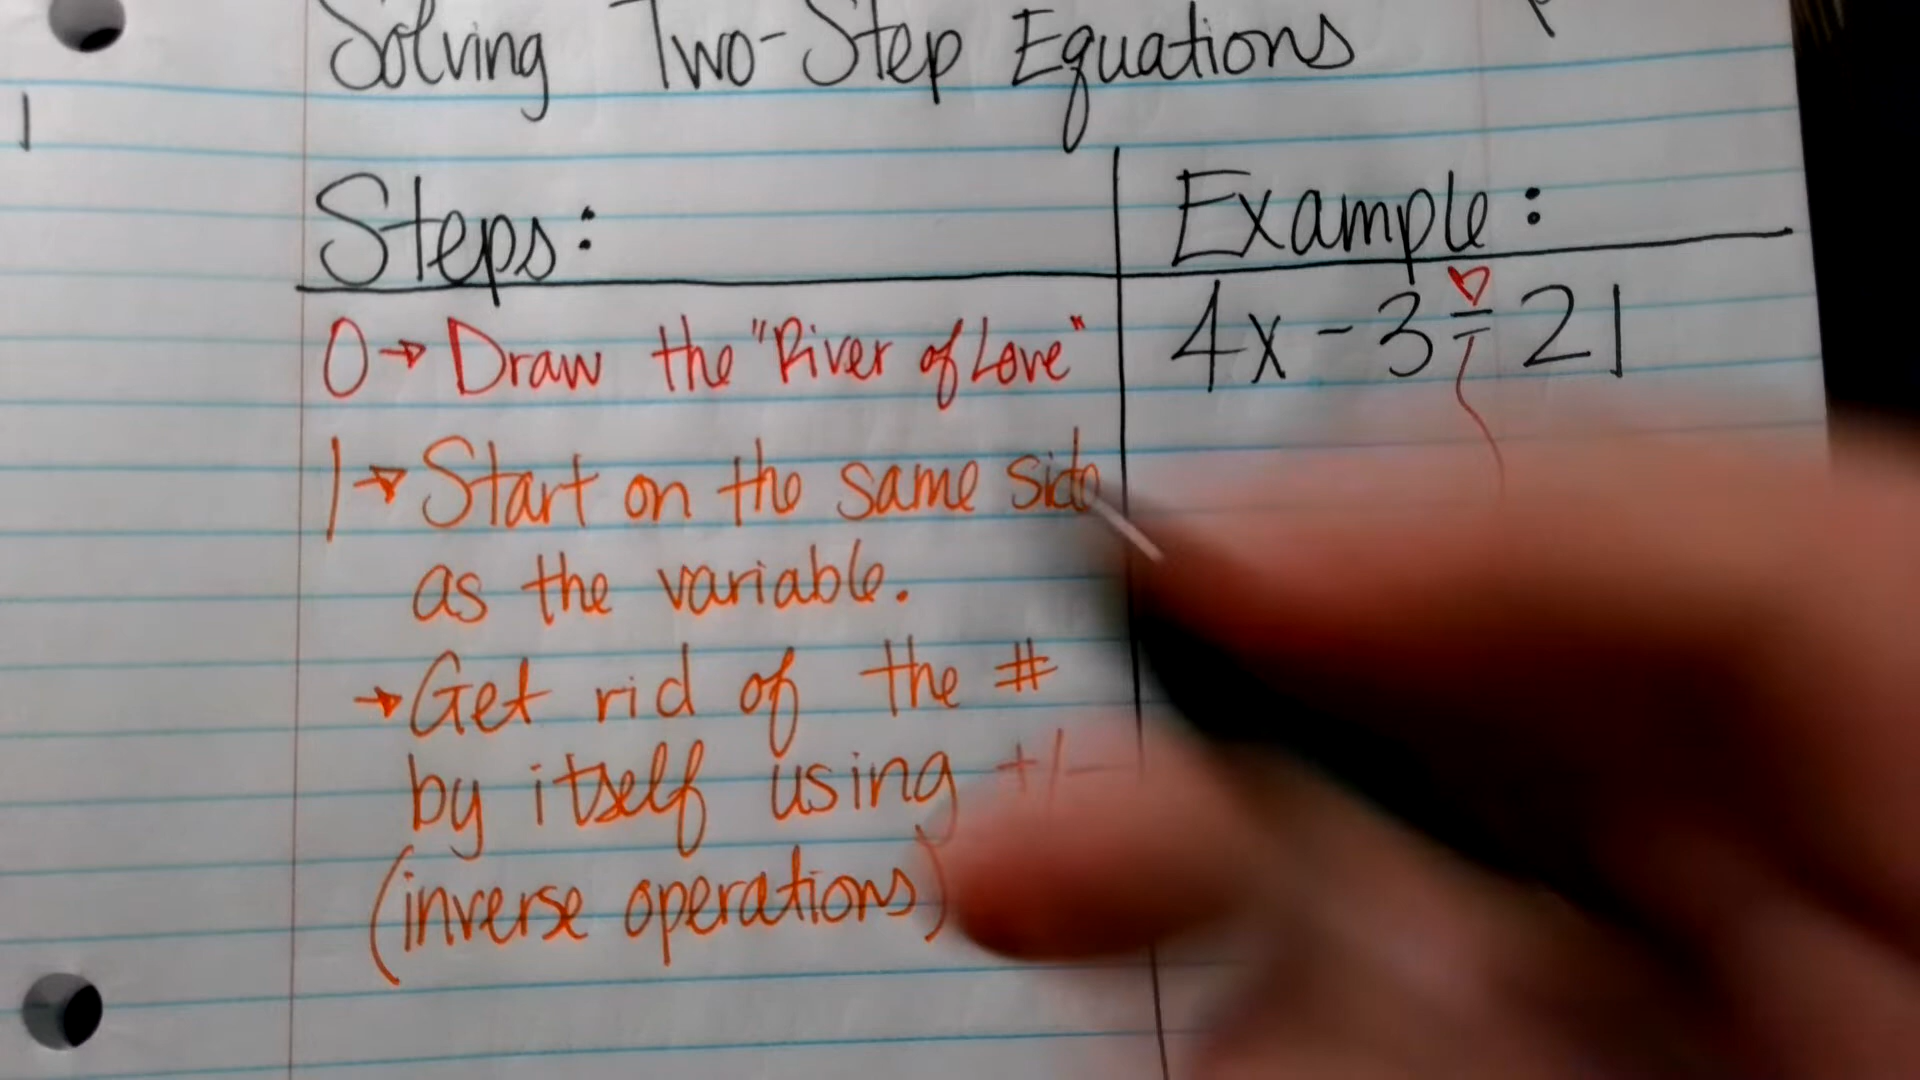 Solving Two-Step Equations
Steps:
Example:
0→ Draw the "River of Love"
4x - 3 = 21
1→ Start on the same side
as the variable.
→ Get rid of the #
by itself using +/-
(inverse operations)